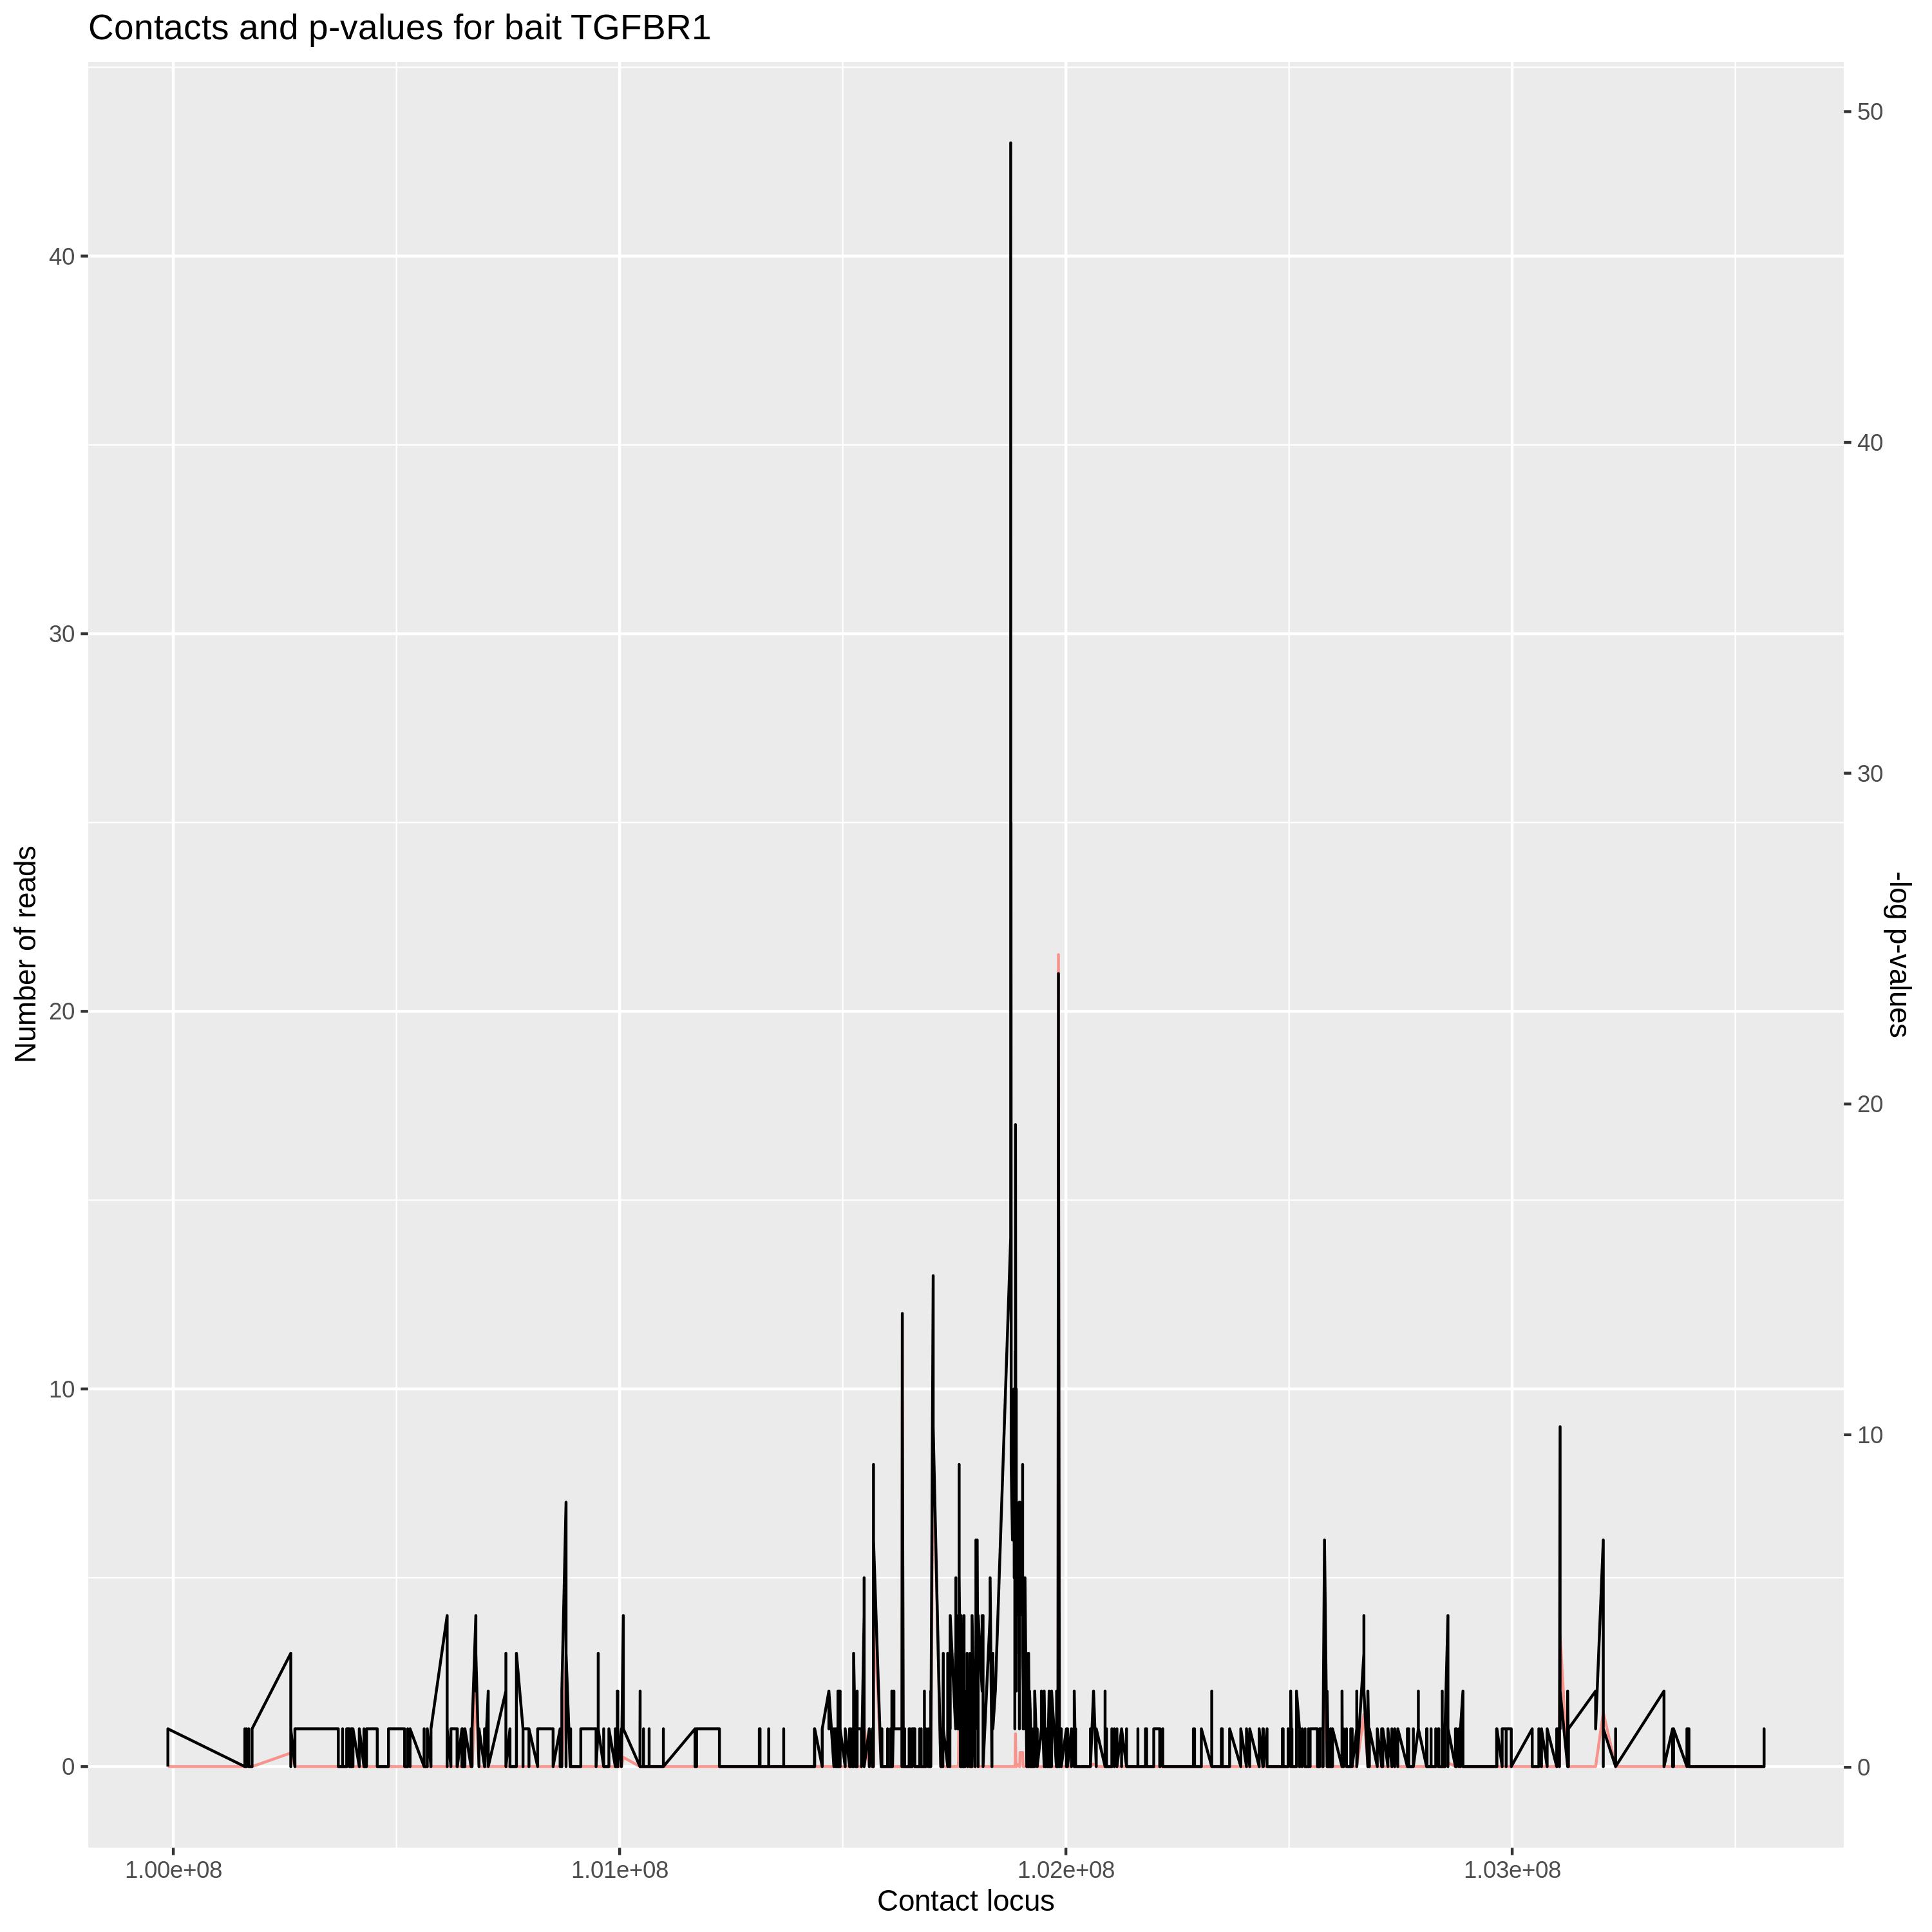 Contacts and p-values for bait TGFBR1
50
40
40
30
30
20
20
10
10
0
0
Number of reads
-log p-values
1.00e+08
1.01e+08
1.02e+08
1.03e+08
Contact locus